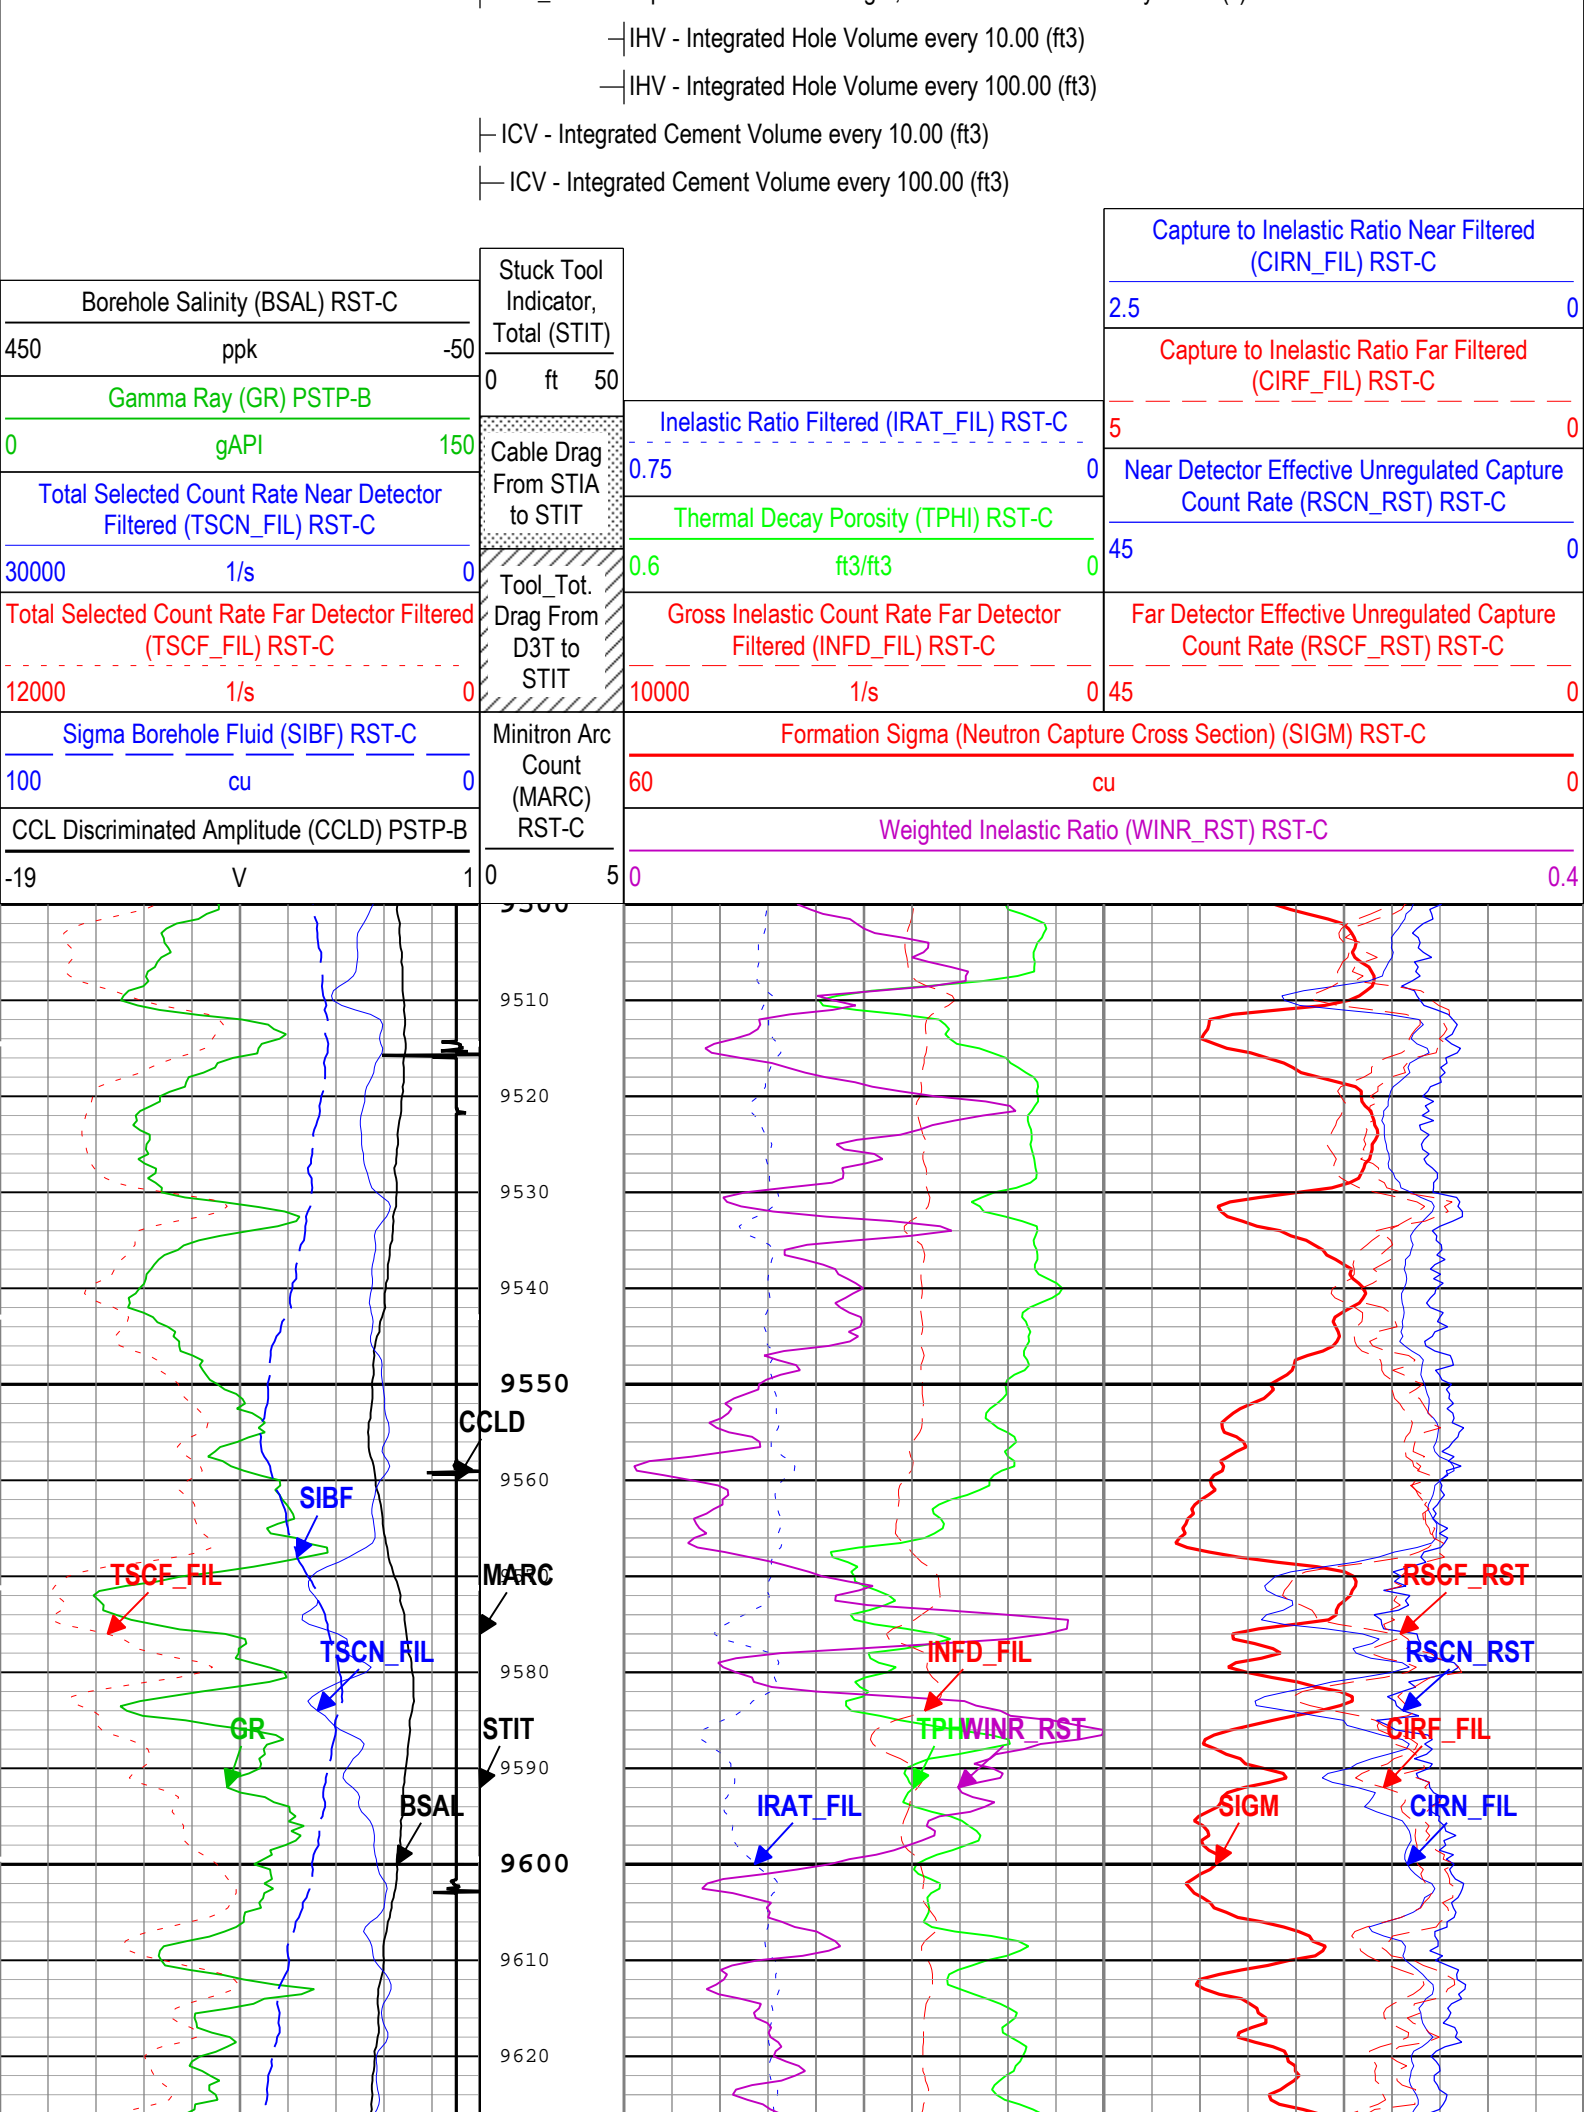 IHV - Integrated Hole Volume every 10.00 (ft3)
IHV - Integrated Hole Volume every 100.00 (ft3)
ICV - Integrated Cement Volume every 10.00 (ft3)
ICV - Integrated Cement Volume every 100.00 (ft3)
Borehole Salinity (BSAL) RST-C
450 ppk -50
Gamma Ray (GR) PSTP-B
0 gAPI 150
Total Selected Count Rate Near Detector
Filtered (TSCN_FIL) RST-C
30000 1/s 0
Total Selected Count Rate Far Detector Filtered
(TSCF_FIL) RST-C
12000 1/s 0
Sigma Borehole Fluid (SIBF) RST-C
100 cu 0
CCL Discriminated Amplitude (CCLD) PSTP-B
-19 V 1
Stuck Tool
Indicator,
Total (STIT)
0 ft 50
Cable Drag
From STIA
to STIT
Tool_Tot.
Drag From
D3T to
STIT
Minitron Arc
Count
(MARC)
RST-C
0 5
Inelastic Ratio Filtered (IRAT_FIL) RST-C
0.75 0
Thermal Decay Porosity (TPHI) RST-C
0.6 ft3/ft3 0
Gross Inelastic Count Rate Far Detector
Filtered (INFD_FIL) RST-C
10000 1/s 0
Capture to Inelastic Ratio Near Filtered
(CIRN_FIL) RST-C
2.5 0
Capture to Inelastic Ratio Far Filtered
(CIRF_FIL) RST-C
5 0
Near Detector Effective Unregulated Capture
Count Rate (RSCN_RST) RST-C
45 0
Far Detector Effective Unregulated Capture
Count Rate (RSCF_RST) RST-C
45 0
Formation Sigma (Neutron Capture Cross Section) (SIGM) RST-C
60 cu 0
Weighted Inelastic Ratio (WINR_RST) RST-C
0 0.4
9510
9520
9530
9540
9550
CCLD
9560
SIBF
TSCF_FIL
MARC
RSCF_RST
TSCN_FIL
INFD_FIL
RSCN_RST
9580
GR
STIT
WINR_RST
CIRF_FIL
9590
BSAL
IRAT_FIL
SIGM
CIRN_FIL
9600
9610
9620